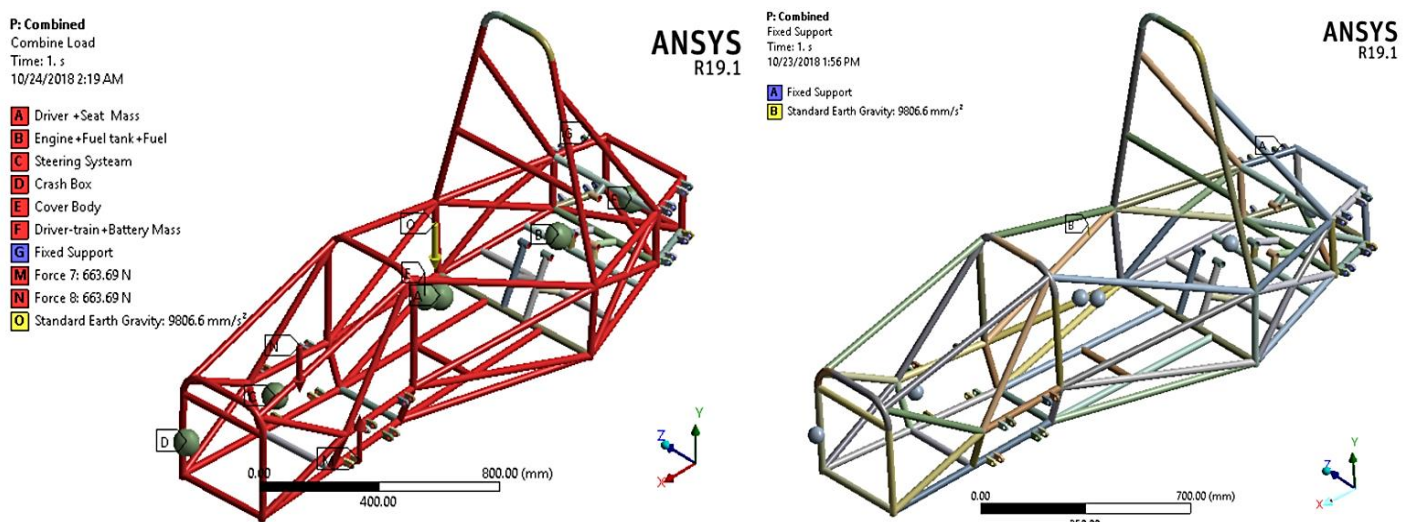 P: Combined
Combine Load
Time: 1. s
10/24/2018 2:19 AM
ANSYS
R19.1
A Driver +Seat Mass
B Engine+Fuel tank+Fuel
C Steering Systeam
D Crash Box
E Cover Body
F Driver-train+Battery Mass
G Fixed Support
M Force 7: 663.69 N
N Force 8: 663.69 N
O Standard Earth Gravity: 9806.6 mm/s²
G
O
B
F
A
N
D
M
Y
Z
X
0.00
800.00 (mm)
400.00
P: Combined
Fixed Support
Time: 1. s
10/23/2018 1:56 PM
ANSYS
R19.1
A Fixed Support
B Standard Earth Gravity: 9806.6 mm/s²
A
B
Y
Z
X
0.00
700.00 (mm)